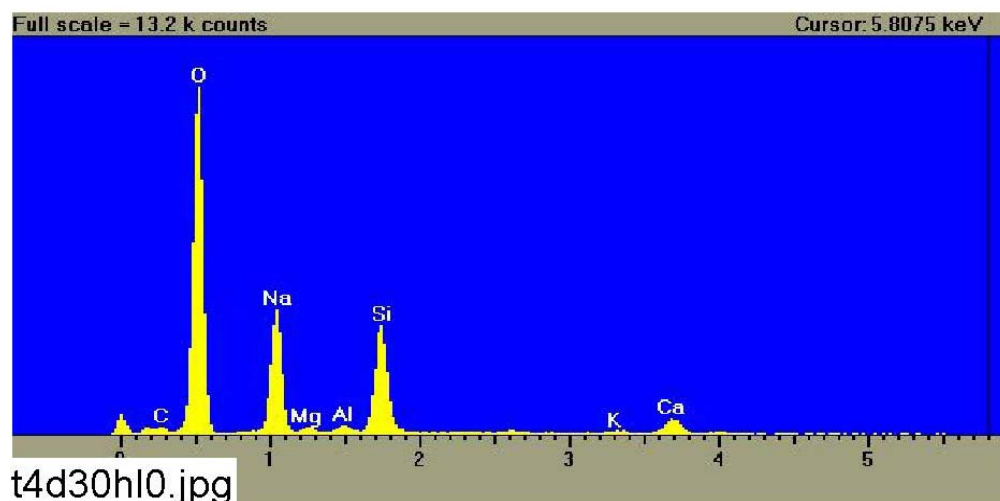 Full scale = 13.2 k counts Cursor: 5.8075 keV
O
Na
Si
C Mg Al K Ca
0 1 2 3 4 5
t4d30hl0.jpg